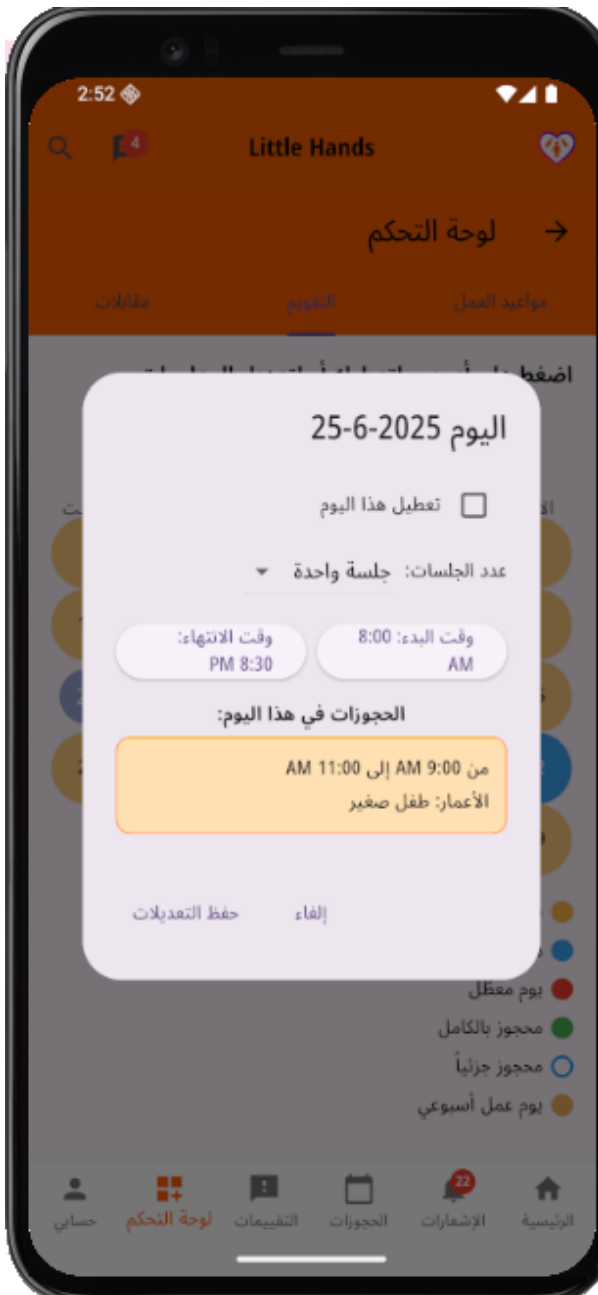 2:52
4
Little Hands
لوحة التحكم
مواعيد العمل
التقويم
مقابلات
اليوم 25-6-2025
تعطيل هذا اليوم
عدد الجلسات: جلسة واحدة
وقت البدء: 8:00
AM
وقت الانتهاء:
8:30 PM
الحجوزات في هذا اليوم:
من 9:00 AM إلى 11:00 AM
الأعمار: طفل صغير
إلغاء
حفظ التعديلات
يوم معطّل
محجوز بالكامل
محجوز جزئياً
يوم عمل أسبوعي
22
الرئيسية
الإشعارات
الحجوزات
التقييمات
لوحة التحكم
حسابي